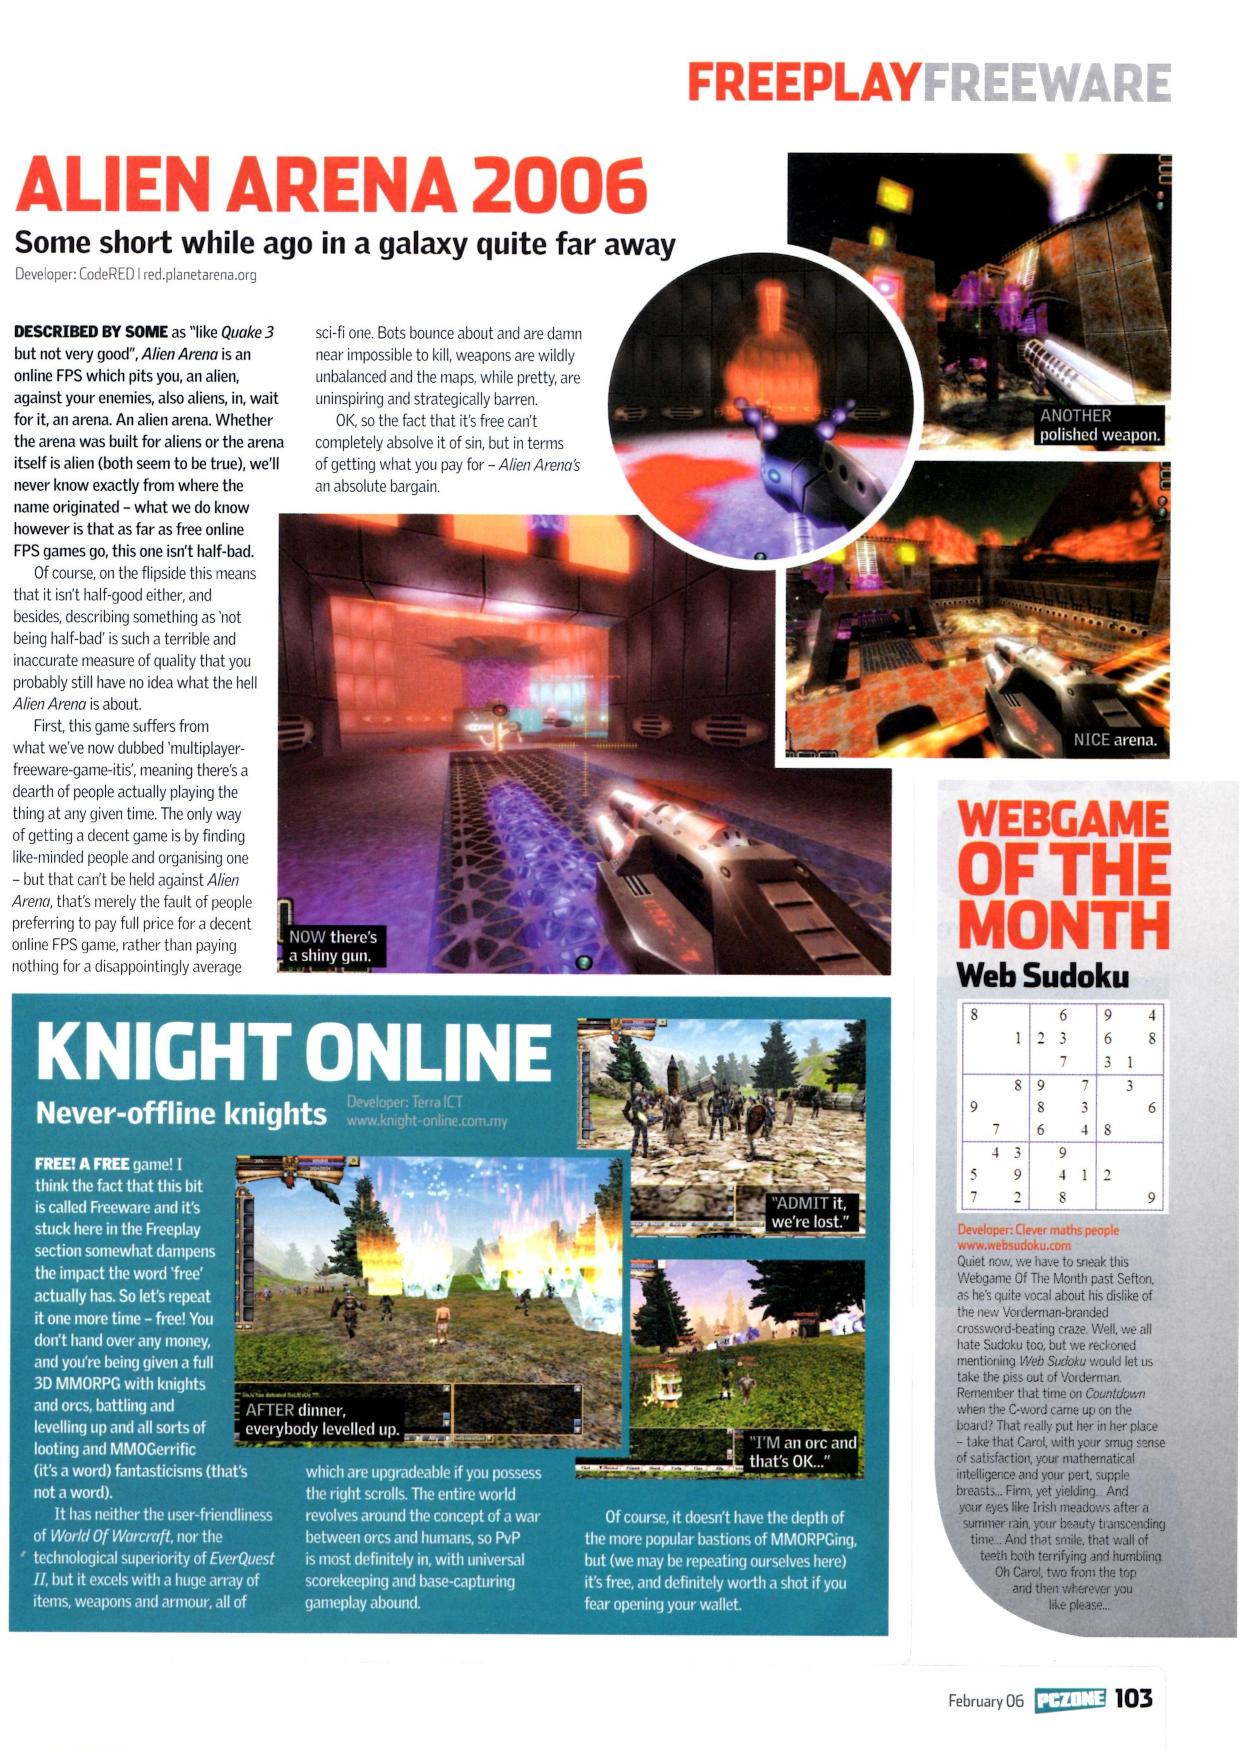 FREEPLAYFREEWARE
ALIEN ARENA 2006
Some short while ago in a galaxy quite far away
Developer: CodeRED | red.planetarena.org
DESCRIBED BY SOME as "like Quake 3
but not very good", Alien Arena is an
online FPS which pits you, an alien,
against your enemies, also aliens, in, wait
for it, an arena. An alien arena. Whether
the arena was built for aliens or the arena
itself is alien (both seem to be true), we'll
never know exactly from where the
name originated – what we do know
however is that as far as free online
FPS games go, this one isn't half-bad.
Of course, on the flipside this means
that it isn't half-good either, and
besides, describing something as 'not
being half-bad' is such a terrible and
inaccurate measure of quality that you
probably still have no idea what the hell
Alien Arena is about.
First, this game suffers from
what we've now dubbed 'multiplayer-
freeware-game-itis', meaning there's a
dearth of people actually playing the
thing at any given time. The only way
of getting a decent game is by finding
like-minded people and organising one
– but that can't be held against Alien
Arena, that's merely the fault of people
preferring to pay full price for a decent
online FPS game, rather than paying
nothing for a disappointingly average
sci-fi one. Bots bounce about and are damn
near impossible to kill, weapons are wildly
unbalanced and the maps, while pretty, are
uninspiring and strategically barren.
OK, so the fact that it's free can't
completely absolve it of sin, but in terms
of getting what you pay for – Alien Arena's
an absolute bargain.
ANOTHER
polished weapon.
NICE arena.
NOW there's
a shiny gun.
KNIGHT ONLINE
Never-offline knights
Developer: Terra ICT
www.knight-online.com.my
FREE! A FREE game! I
think the fact that this bit
is called Freeware and it's
stuck here in the Freeplay
section somewhat dampens
the impact the word 'free'
actually has. So let's repeat
it one more time – free! You
don't hand over any money,
and you're being given a full
3D MMORPG with knights
and orcs, battling and
levelling up and all sorts of
looting and MMOGerrific
(it's a word) fantasticisms (that's
not a word).
It has neither the user-friendliness
of World Of Warcraft, nor the
technological superiority of EverQuest
II, but it excels with a huge array of
items, weapons and armour, all of
which are upgradeable if you possess
the right scrolls. The entire world
revolves around the concept of a war
between orcs and humans, so PvP
is most definitely in, with universal
scorekeeping and base-capturing
gameplay abound.
Of course, it doesn't have the depth of
the more popular bastions of MMORPGing,
but (we may be repeating ourselves here)
it's free, and definitely worth a shot if you
fear opening your wallet.
"ADMIT it,
we're lost."
AFTER dinner,
everybody levelled up.
"I'M an orc and
that's OK..."
WEBGAME
OF THE
MONTH
Web Sudoku
8 6 9 4
1 2 3 6 8
7 3 1
8 9 7 3
9 8 3 6
7 6 4 8
4 3 9
5 9 4 1 2
7 2 8 9
Developer: Clever maths people
www.websudoku.com
Quiet now, we have to sneak this
Webgame Of The Month past Sefton,
as he's quite vocal about his dislike of
the new Vorderman-branded
crossword-beating craze. Well, we all
hate Sudoku too, but we reckoned
mentioning Web Sudoku would let us
take the piss out of Vorderman.
Remember that time on Countdown
when the C-word came up on the
board? That really put her in her place
– take that Carol, with your smug sense
of satisfaction, your mathematical
intelligence and your pert, supple
breasts... Firm, yet yielding... And
your eyes like Irish meadows after a
summer rain, your beauty transcending
time... And that smile, that wall of
teeth both terrifying and humbling.
Oh Carol, two from the top
and then wherever you
like please...
February 06 PCZONE 103